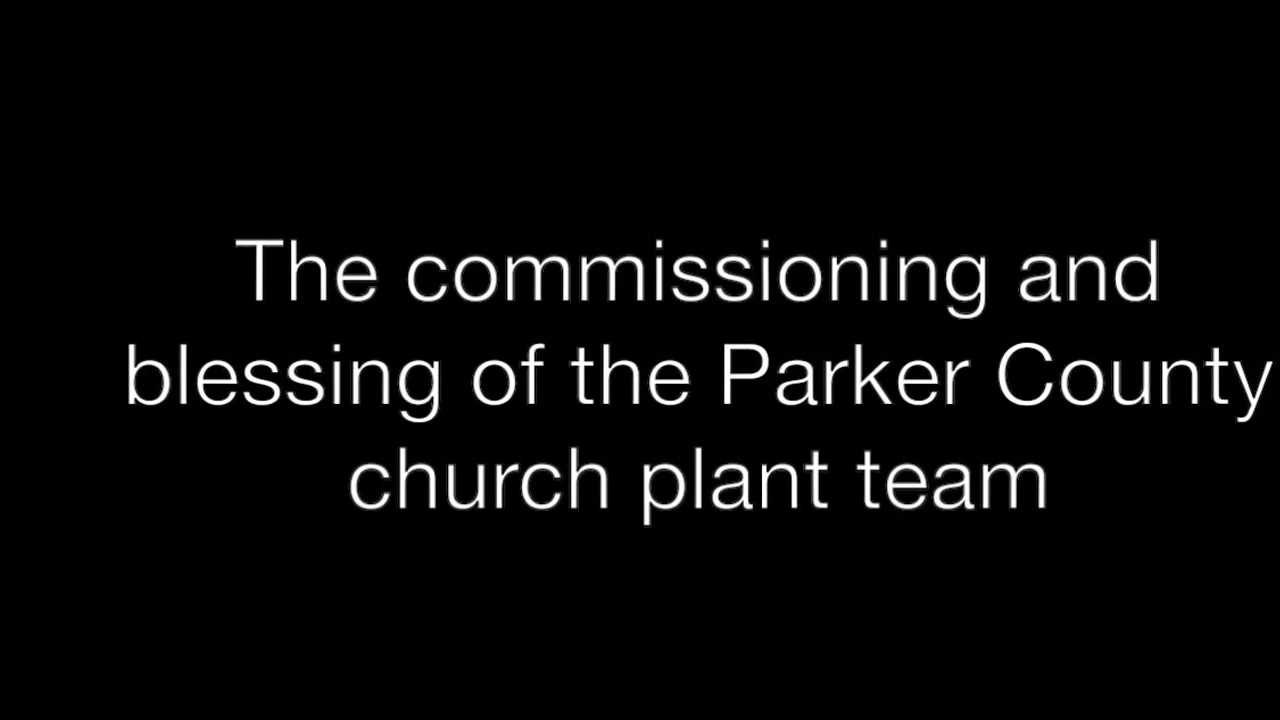 The commissioning and
blessing of the Parker County
church plant team